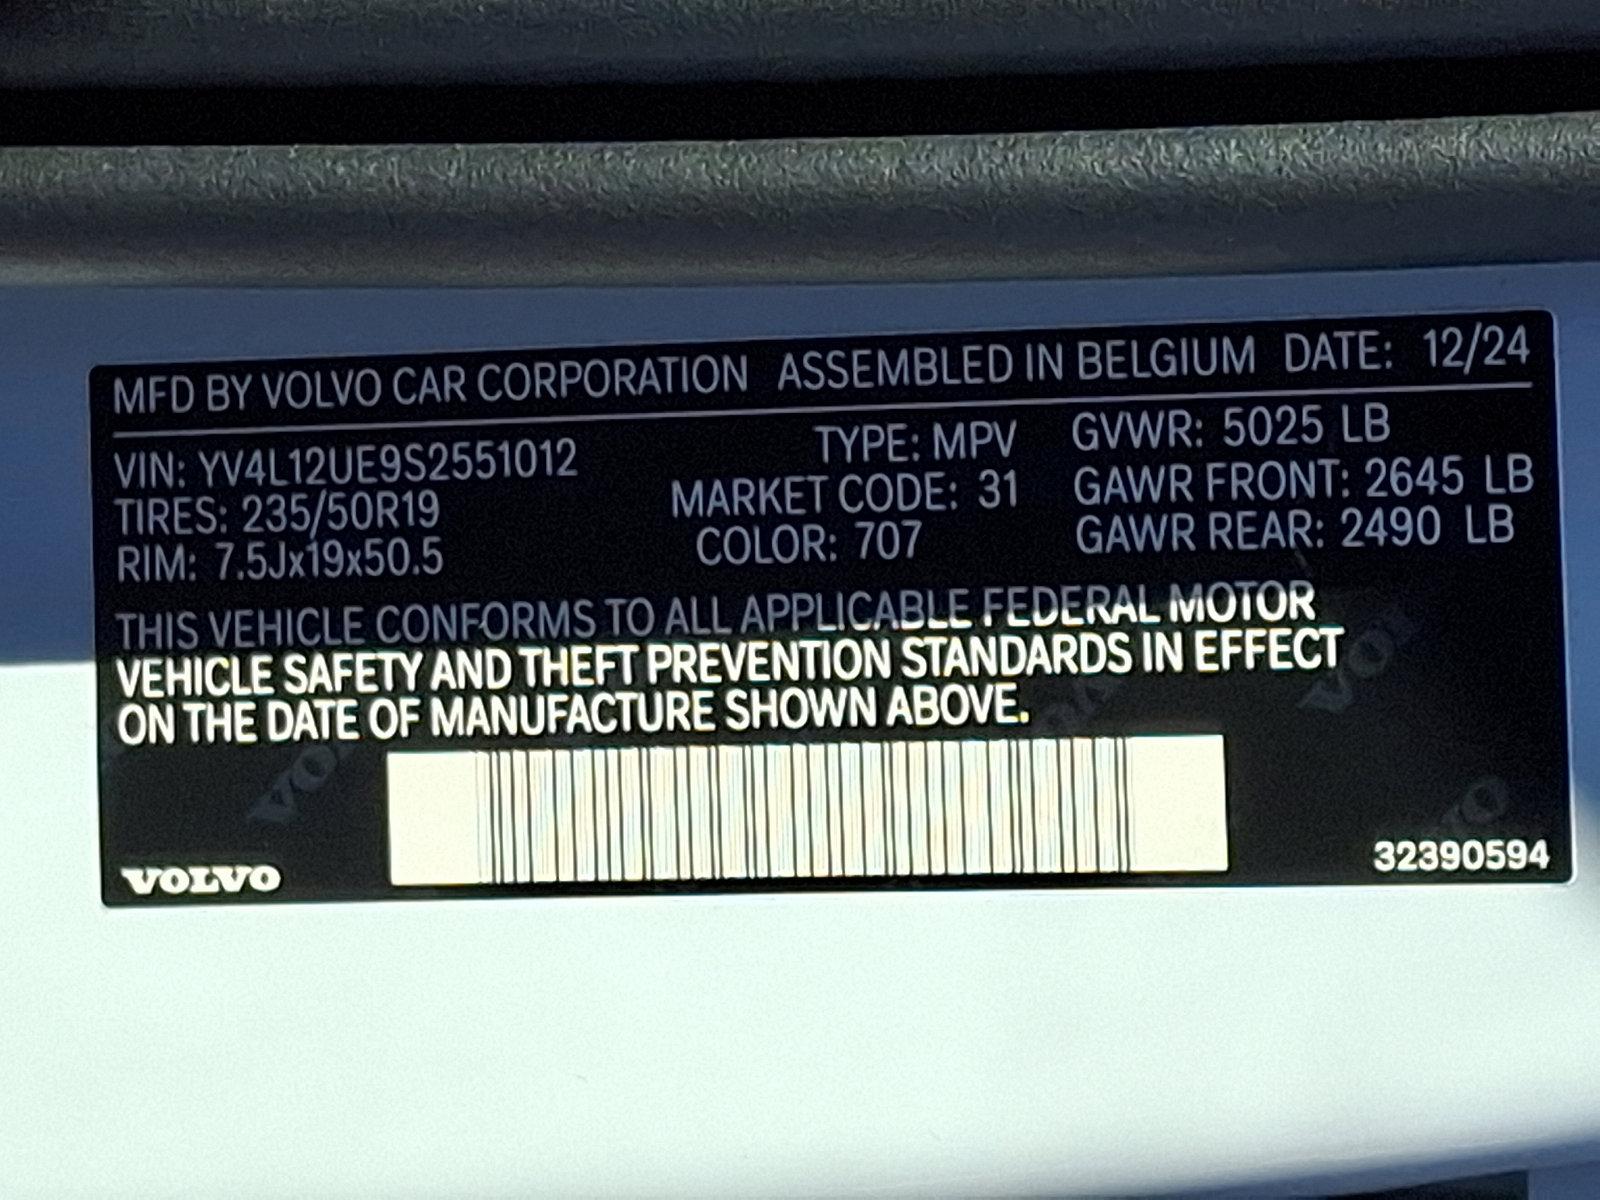 MFD BY VOLVO CAR CORPORATION ASSEMBLED IN BELGIUM DATE: 12/24
VIN: YV4L12UE9S2551012 TYPE: MPV GVWR: 5025 LB
TIRES: 235/50R19 MARKET CODE: 31 GAWR FRONT: 2645 LB
RIM: 7.5Jx19x50.5 COLOR: 707 GAWR REAR: 2490 LB
THIS VEHICLE CONFORMS TO ALL APPLICABLE FEDERAL MOTOR
VEHICLE SAFETY AND THEFT PREVENTION STANDARDS IN EFFECT
ON THE DATE OF MANUFACTURE SHOWN ABOVE.
VOLVO 32390594